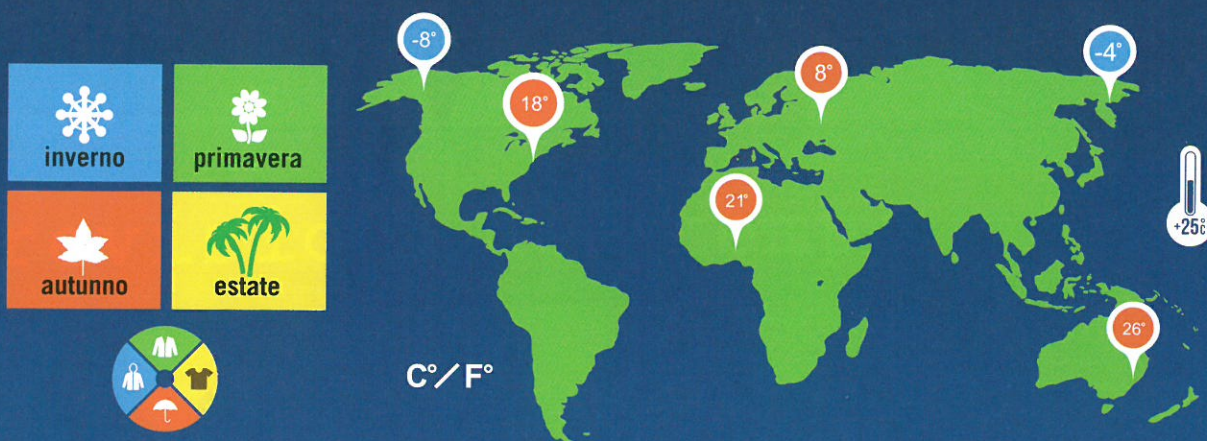 inverno
primavera
autunno
estate
-8°
18°
8°
-4°
21°
26°
+25°C
C°/F°